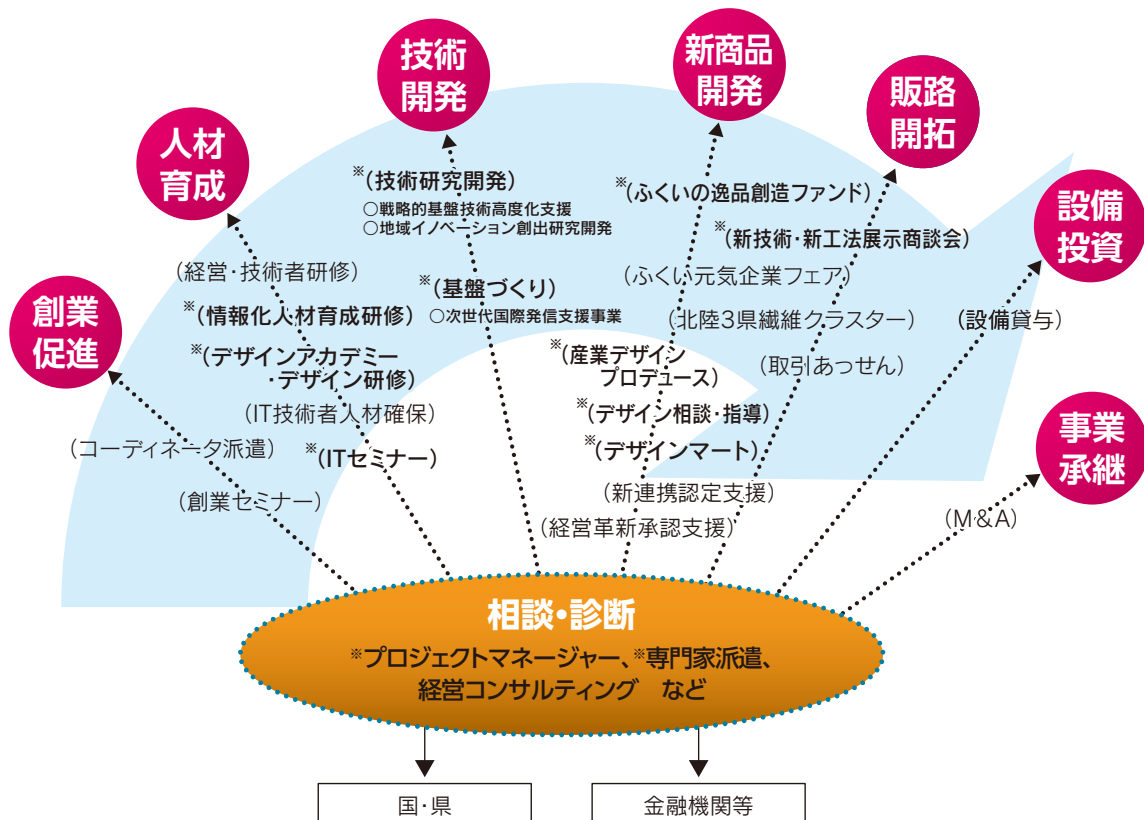 創業
促進
人材
育成
技術
開発
新商品
開発
販路
開拓
設備
投資
事業
承継
(コーディネータ派遣)
(創業セミナー)
(経営・技術者研修)
※(情報化人材育成研修)
※(デザインアカデミー
・デザイン研修)
(IT技術者人材確保)
※(ITセミナー)
※(技術研究開発)
○戦略的基盤技術高度化支援
○地域イノベーション創出研究開発
※(基盤づくり)
○次世代国際発信支援事業
※(ふくいの逸品創造ファンド)
※(新技術・新工法展示商談会)
(ふくい元気企業フェア)
(北陸3県繊維クラスター)
(取引あっせん)
※(産業デザイン
プロデュース)
※(デザイン相談・指導)
※(デザインマート)
(新連携認定支援)
(経営革新承認支援)
(設備貸与)
(M&A)
相談・診断
※プロジェクトマネージャー、※専門家派遣、
経営コンサルティング　など
国・県
金融機関等